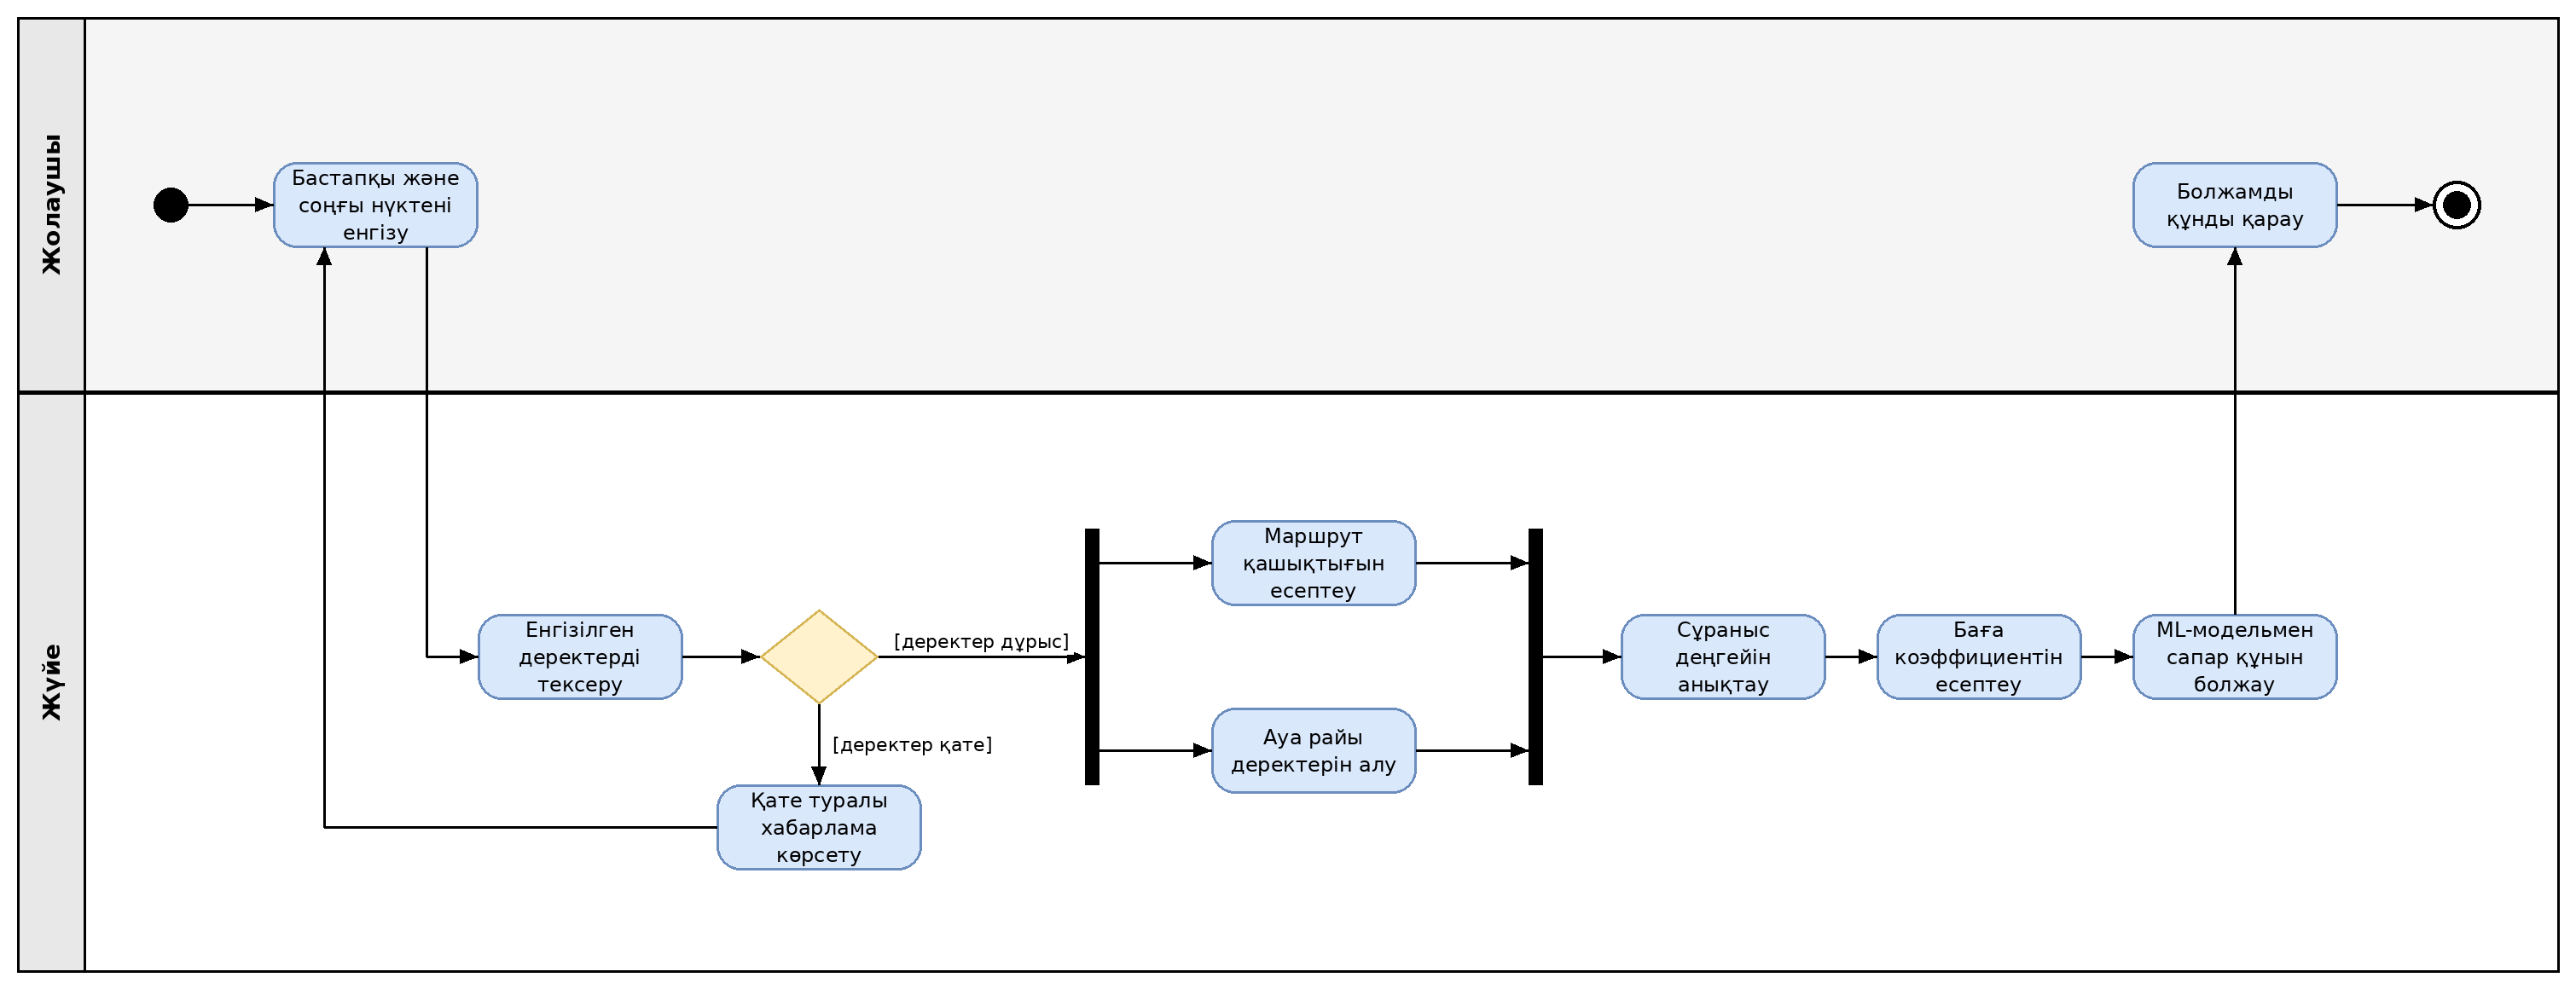 Жолаушы
Бастапқы және
соңғы нүктені
енгізу
Болжамды
құнды қарау
Жүйе
Енгізілген
деректерді
тексеру
[деректер дұрыс]
[деректер қате]
Қате туралы
хабарлама
көрсету
Маршрут
қашықтығын
есептеу
Ауа райы
деректерін алу
Сұраныс
деңгейін
анықтау
Баға
коэффициентін
есептеу
ML-модельмен
сапар құнын
болжау